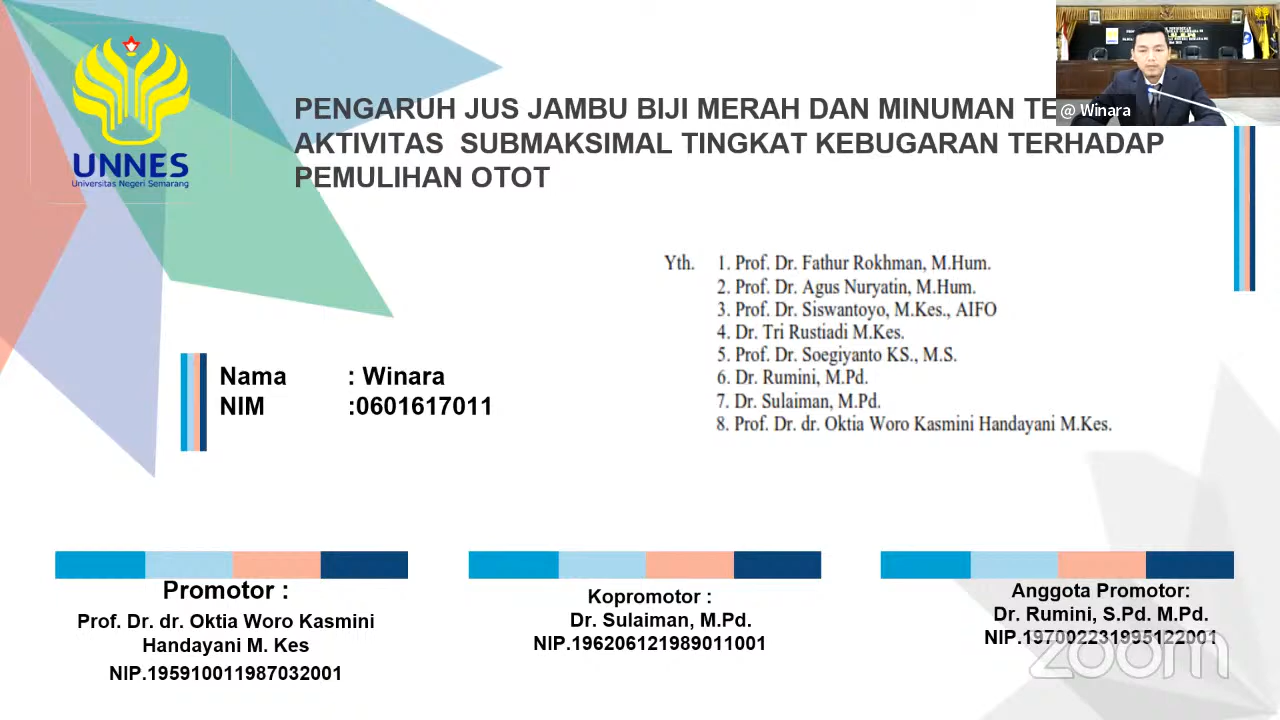 UNNES
Universitas Negeri Semarang
PENGARUH JUS JAMBU BIJI MERAH DAN MINUMAN
AKTIVITAS SUBMAKSIMAL TINGKAT KEBUGARAN TERHADAP
PEMULIHAN OTOT
@ Winara
Yth. 1. Prof. Dr. Fathur Rokhman, M.Hum.
2. Prof. Dr. Agus Nuryatin, M.Hum.
3. Prof. Dr. Siswantoyo, M.Kes., AIFO
4. Dr. Tri Rustiadi M.Kes.
5. Prof. Dr. Soegiyanto KS., M.S.
6. Dr. Rumini, M.Pd.
7. Dr. Sulaiman, M.Pd.
8. Prof. Dr. dr. Oktia Woro Kasmini Handayani M.Kes.
Nama : Winara
NIM :0601617011
Promotor :
Prof. Dr. dr. Oktia Woro Kasmini
Handayani M. Kes
NIP.195910011987032001
Kopromotor :
Dr. Sulaiman, M.Pd.
NIP.196206121989011001
Anggota Promotor:
Dr. Rumini, S.Pd. M.Pd.
NIP.197002231995122001
zoom